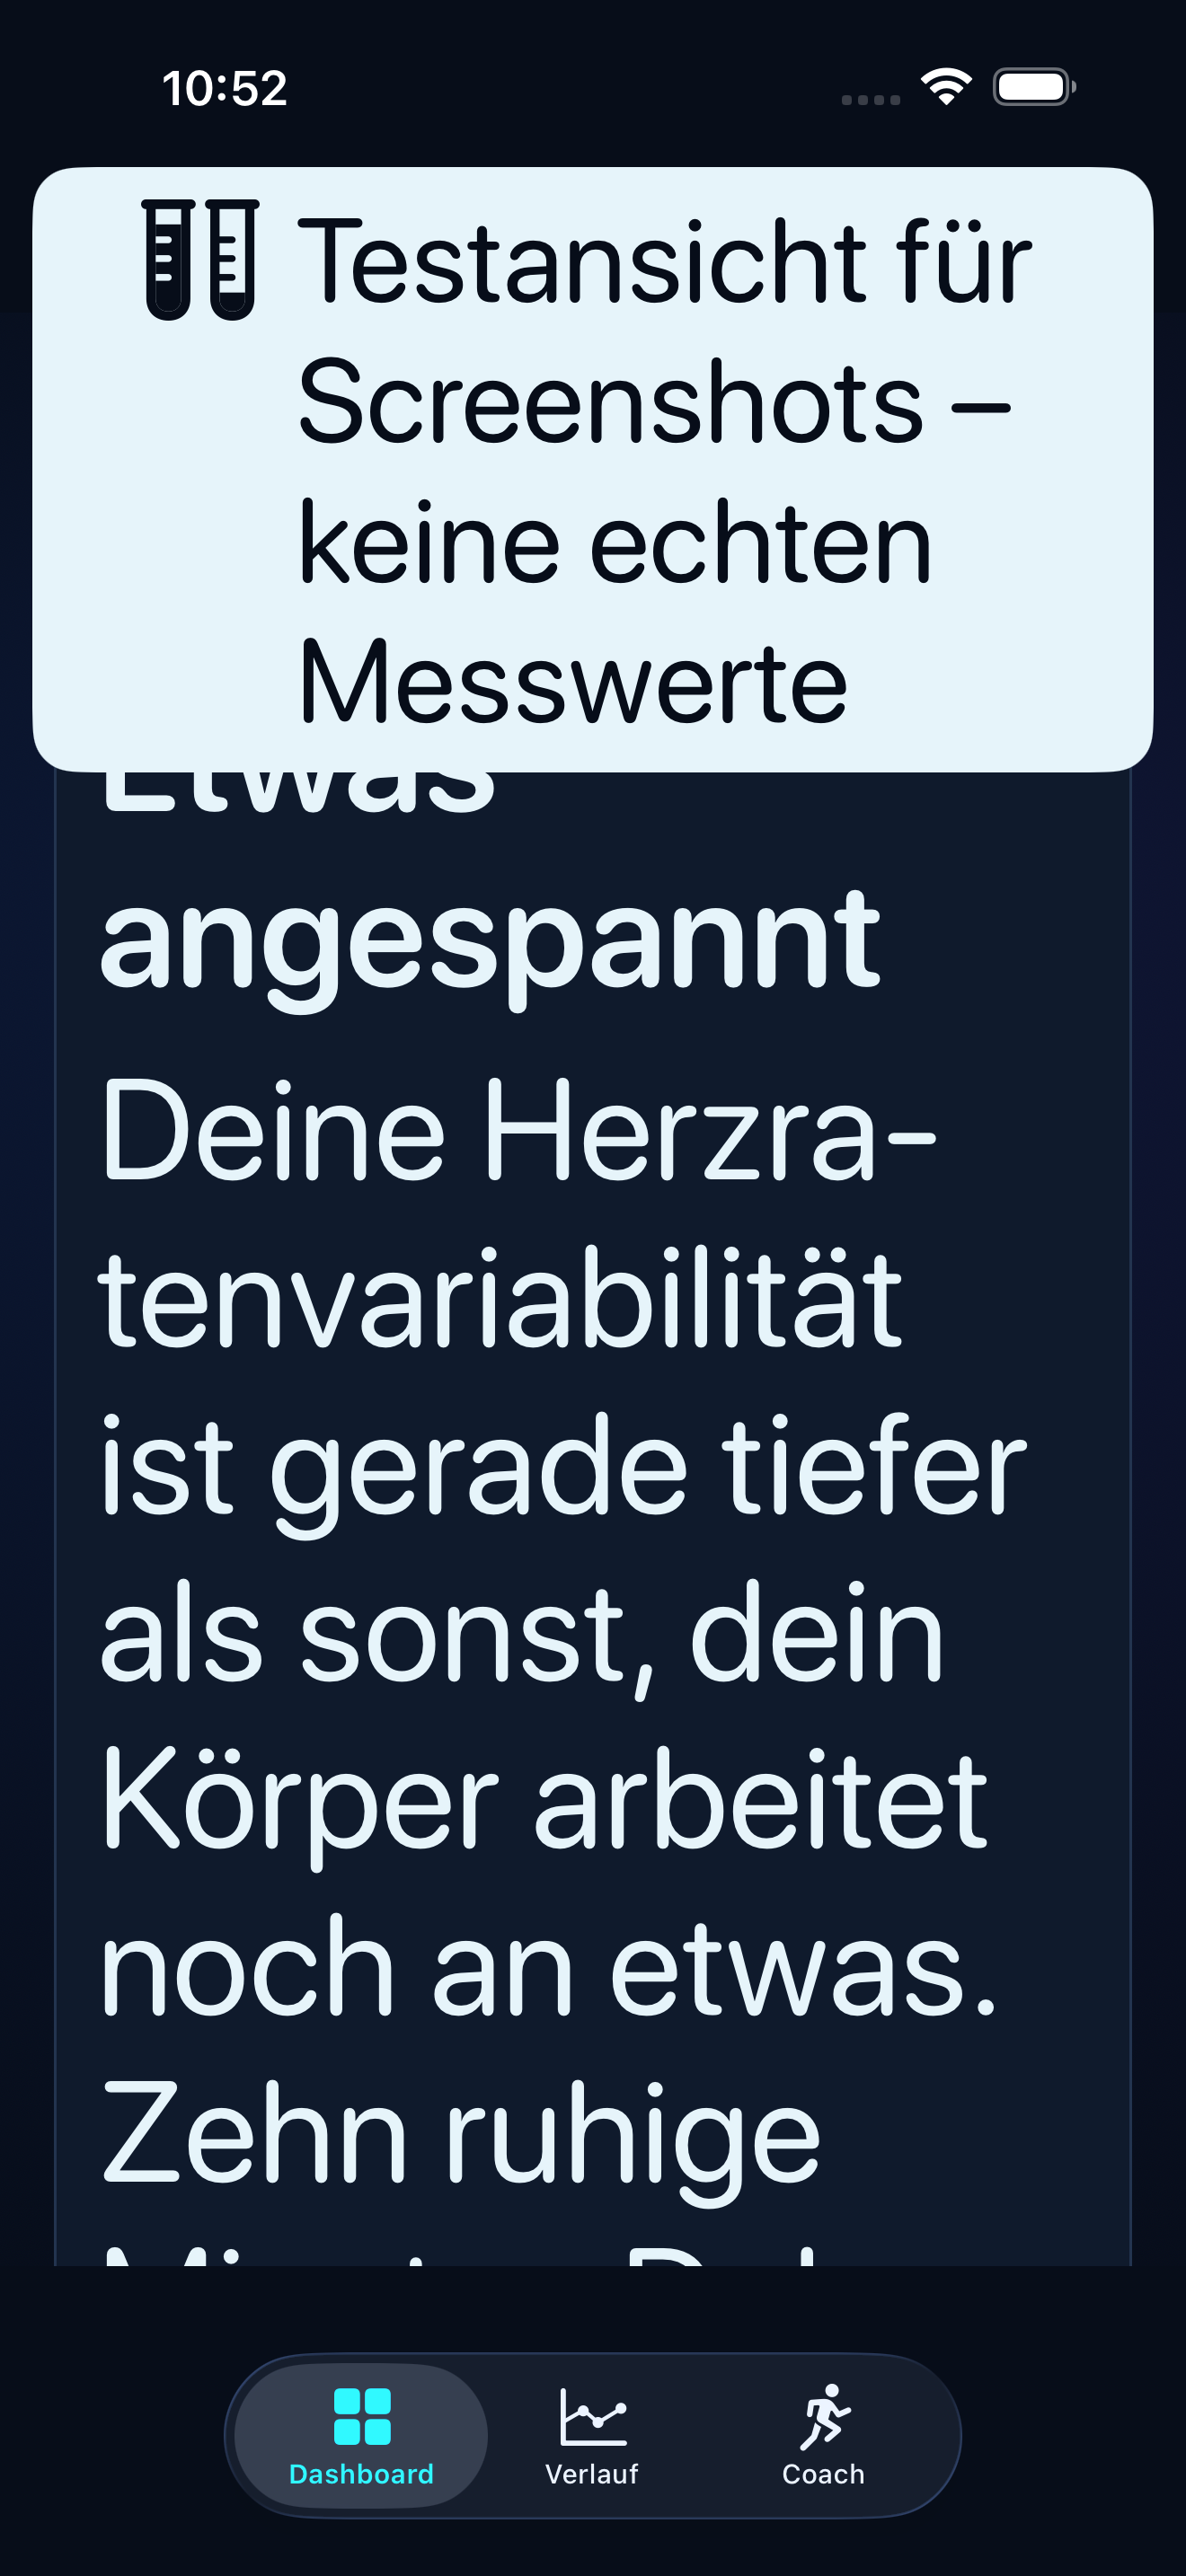 10:52
Testansicht für
Screenshots –
keine echten
Messwerte
Etwas
angespannt
Deine Herzra-
tenvariabilität
ist gerade tiefer
als sonst, dein
Körper arbeitet
noch an etwas.
Zehn ruhige
Dashboard
Verlauf
Coach